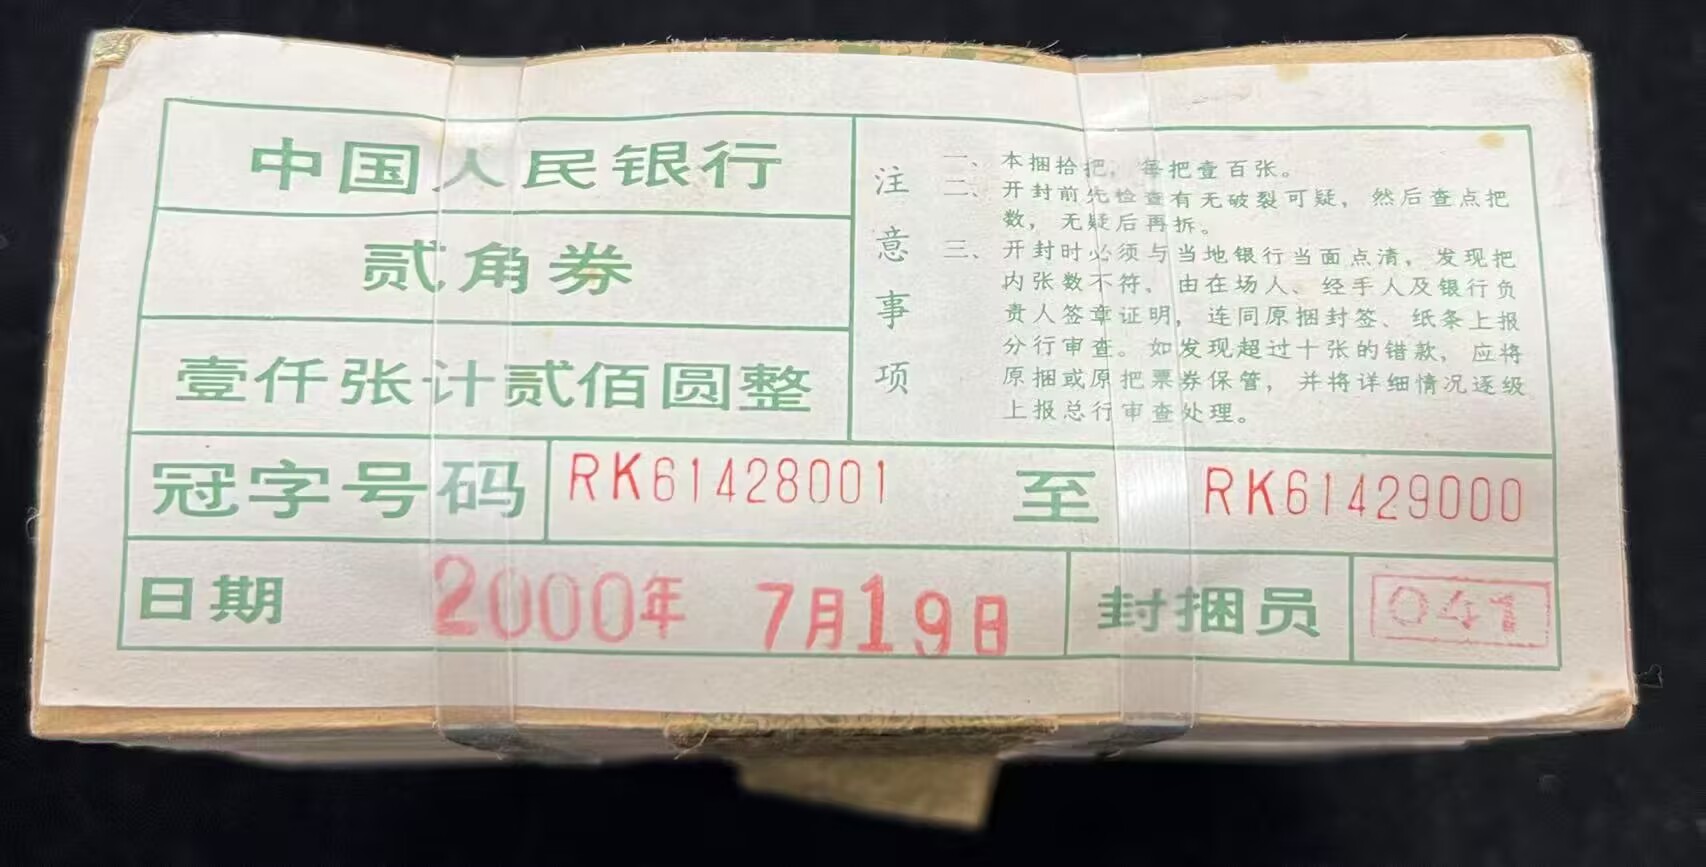 中国人民银行
贰角券
壹仟张计贰佰圆整
注意事项
一、本捆拾把，每把壹百张。
二、开封前先检查有无破裂可疑，然后查点把
数，无疑后再拆。
三、开封时必须与当地银行当面点清，发现把
内张数不符，由在场人、经手人及银行负
责人签章证明，连同原捆封签、纸条上报
分行审查。如发现超过十张的错款，应将
原捆或原把票券保管，并将详细情况逐级
上报总行审查处理。
冠字号码 RK61428001 至 RK61429000
日期 2000年 7月19日 封捆员 041